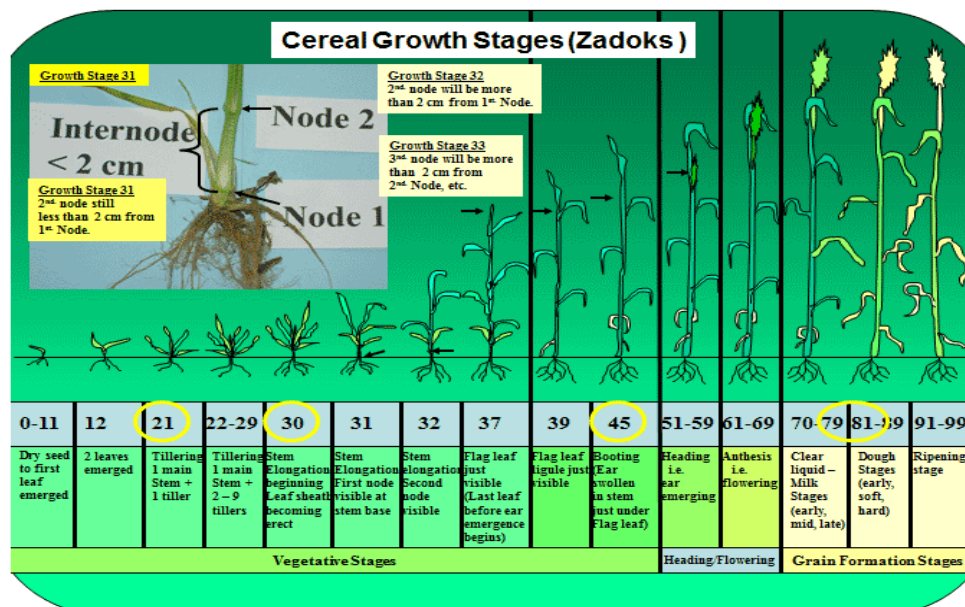 Cereal Growth Stages (Zadoks )
Growth Stage 31
Internode
< 2 cm
Node 2
Node 1
Growth Stage 31
2nd. node still
less than 2 cm from
1st. Node.
Growth Stage 32
2nd. node will be more
than 2 cm from 1st. Node.
Growth Stage 33
3nd. node will be more
than 2 cm from
2nd. Node, etc.
0-11
12
21
22-29
30
31
32
37
39
45
51-59
61-69
70-79
81-89
91-99
Dry seed
to first
leaf
emerged
2 leaves
emerged
Tillering
1 main
Stem +
1 tiller
Tillering
1 main
Stem +
2 – 9
tillers
Stem
Elongation
beginning
Leaf sheath
becoming
erect
Stem
Elongation
First node
visible at
stem base
Stem
elongation
Second
node
visible
Flag leaf
just
visible
(Last leaf
before ear
emergence
begins)
Flag leaf
ligule just
visible
Booting
(Ear
swollen
in stem
just under
Flag leaf)
Heading
i.e.
ear
emerging
Anthesis
i.e.
flowering
Clear
liquid –
Milk
Stages
(early,
mid, late)
Dough
Stages
(early,
soft,
hard)
Ripening
stage
Vegetative Stages
Heading/Flowering
Grain Formation Stages